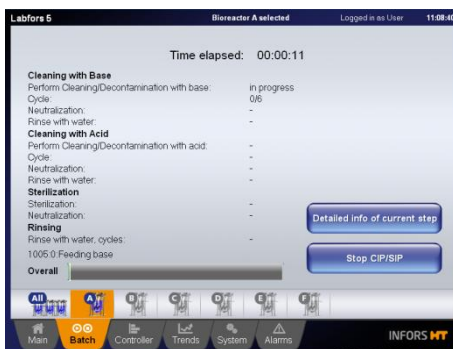 Labfors 5 Bioreactor A selected Logged in as User 11:08:40
Time elapsed: 00:00:11
Cleaning with Base
Perform Cleaning/Decontamination with base: in progress
Cycle: 0/6
Neutralization: -
Rinse with water: -
Cleaning with Acid
Perform Cleaning/Decontamination with acid: -
Cycle: -
Neutralization: -
Rinse with water: -
Sterilization
Sterilization: -
Neutralization: -
Rinsing
Rinse with water, cycles: -
1005.0:Feeding base
Overall
Detailed info of current step
Stop CIP/SIP
All A B C D E F
Main Batch Controller Trends System Alarms INFORS HT